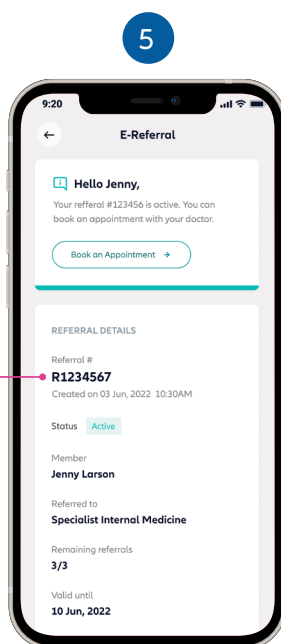 5
9:20
E-Referral
Hello Jenny,
Your refferal #123456 is active. You can
book an appointment with your doctor.
Book an Appointment →
REFERRAL DETAILS
Referral #
R1234567
Created on 03 Jun, 2022 10:30AM
Status Active
Member
Jenny Larson
Referred to
Specialist Internal Medicine
Remaining referrals
3/3
Valid until
10 Jun, 2022